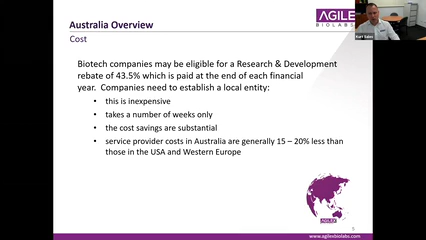 Australia Overview
Cost
AGILEX
BIOLABS
Biotech companies may be eligible for a Research & Development
rebate of 43.5% which is paid at the end of each financial
year. Companies need to establish a local entity:
• this is inexpensive
• takes a number of weeks only
• the cost savings are substantial
• service provider costs in Australia are generally 15 – 20% less than
those in the USA and Western Europe
AGILEX
www.agilexbiolabs.com